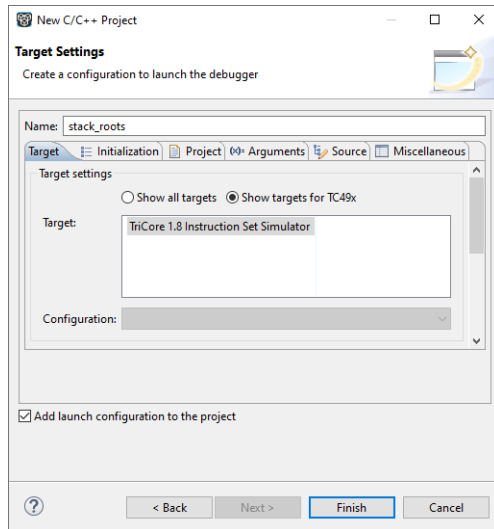 New C/C++ Project
Target Settings
Create a configuration to launch the debugger
Name: stack_roots
Target Initialization Project (x)= Arguments Source Miscellaneous
Target settings
Show all targets Show targets for TC49x
Target: TriCore 1.8 Instruction Set Simulator
Configuration:
Add launch configuration to the project
? < Back Next > Finish Cancel